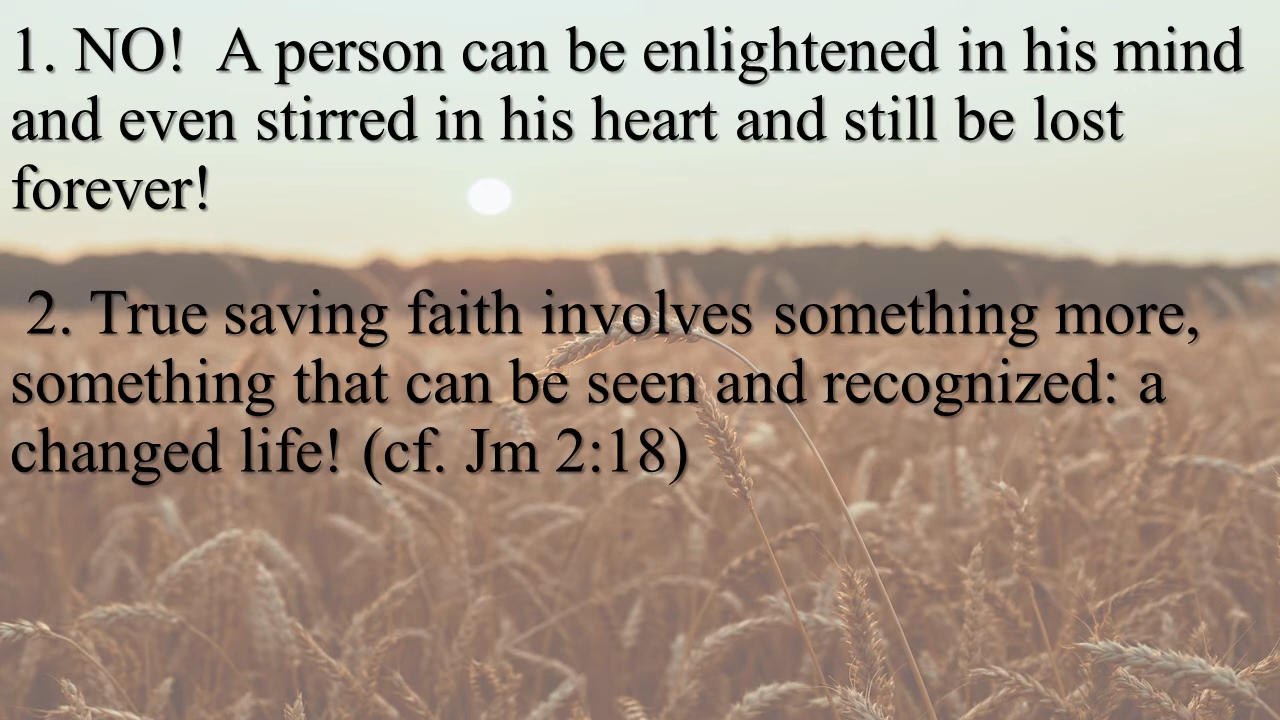 1. NO!  A person can be enlightened in his mind
and even stirred in his heart and still be lost
forever!
2. True saving faith involves something more,
something that can be seen and recognized: a
changed life! (cf. Jm 2:18)